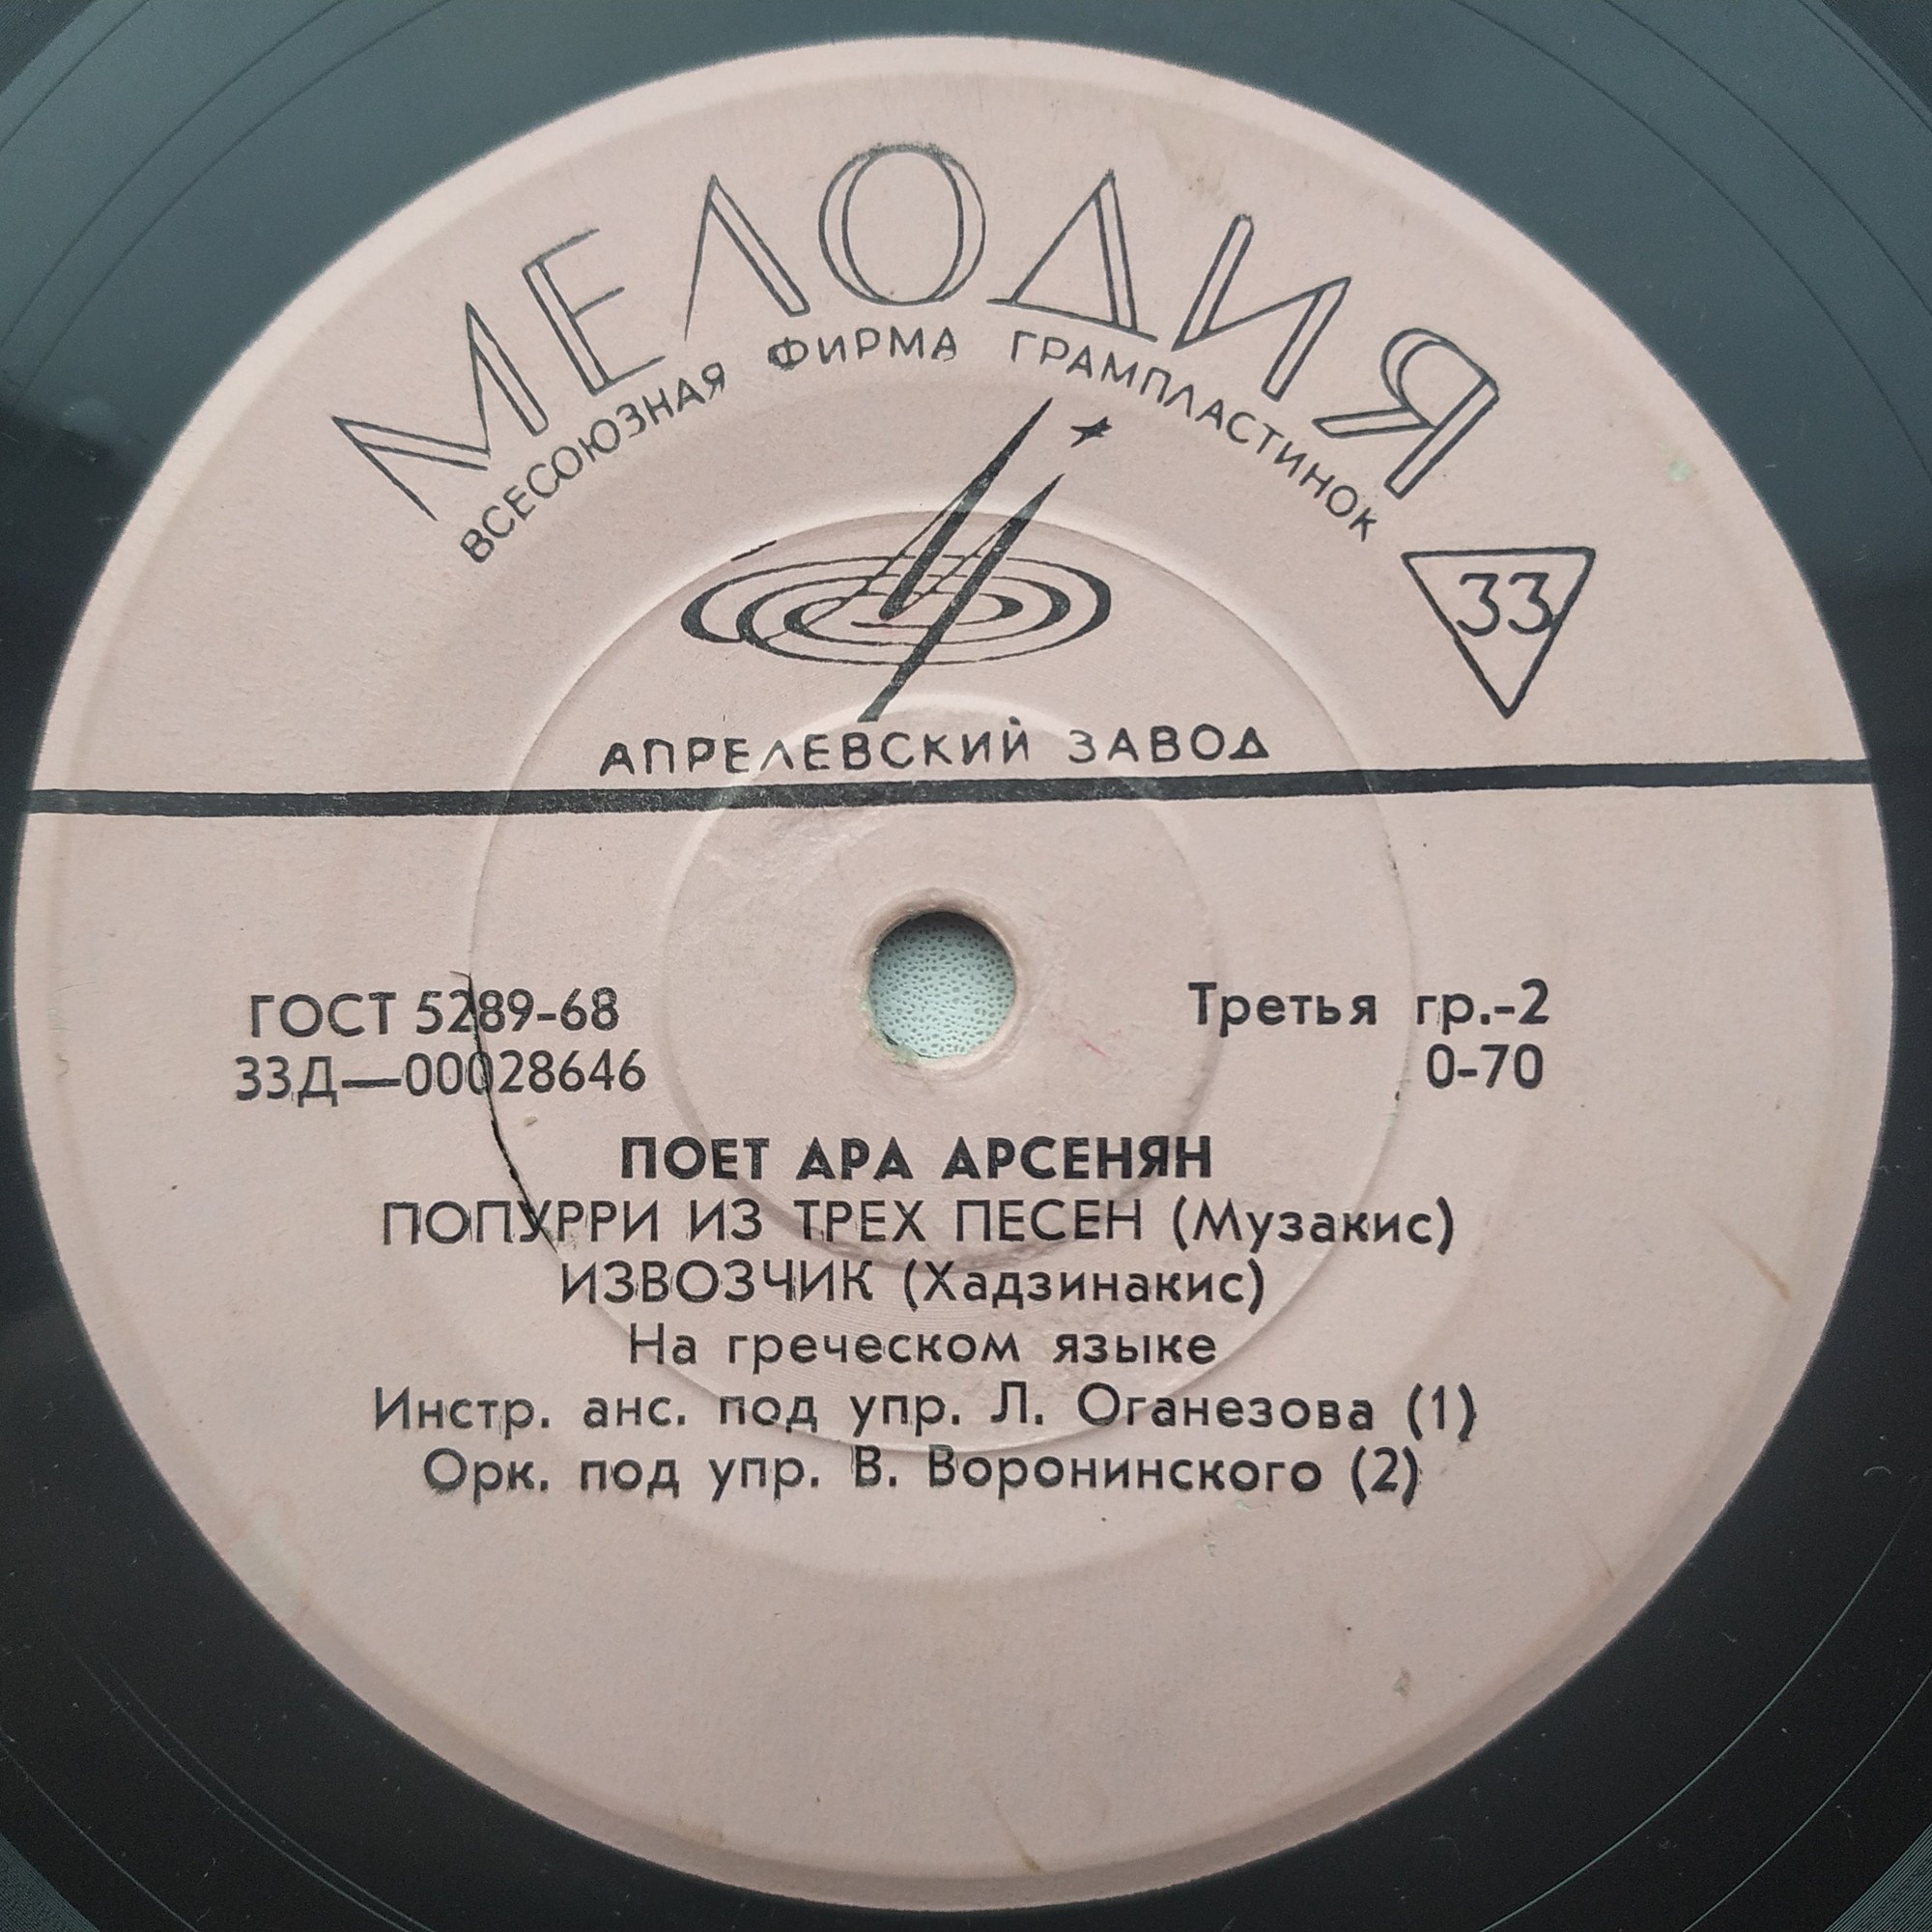 МЕЛОДИЯ
ВСЕСОЮЗНАЯ ФИРМА ГРАМПЛАСТИНОК
33
АПРЕЛЕВСКИЙ ЗАВОД
ГОСТ 5289-68
Третья гр.-2
33Д—00028646
0-70
ПОЕТ АРА АРСЕНЯН
ПОПУРРИ ИЗ ТРЕХ ПЕСЕН (Музакис)
ИЗВОЗЧИК (Хадзинакис)
На греческом языке
Инстр. анс. под упр. Л. Оганезова (1)
Орк. под упр. В. Воронинского (2)